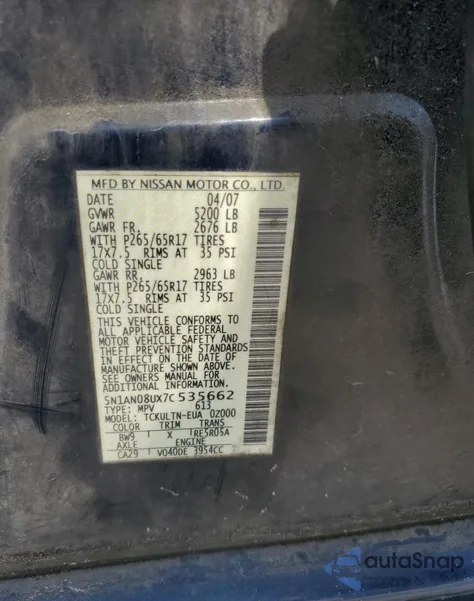 MFD BY NISSAN MOTOR CO., LTD.
DATE 04/07
GVWR 5200 LB
GAWR FR. 2676 LB
WITH P265/65R17 TIRES
17X7.5 RIMS AT 35 PSI
COLD SINGLE
GAWR RR. 2963 LB
WITH P265/65R17 TIRES
17X7.5 RIMS AT 35 PSI
COLD SINGLE
THIS VEHICLE CONFORMS TO
ALL APPLICABLE FEDERAL
MOTOR VEHICLE SAFETY AND
THEFT PREVENTION STANDARDS
IN EFFECT ON THE DATE OF
MANUFACTURE SHOWN ABOVE.
SEE OWNERS MANUAL FOR
ADDITIONAL INFORMATION.
5N1AN08UX7C535662
TYPE: MPV 613
MODEL: TCKULTN-EUA 0Z000
COLOR TRIM TRANS
BW9 X RE5R05A
AXLE ENGINE
CA29 VQ40DE 3954CC
autoSnap